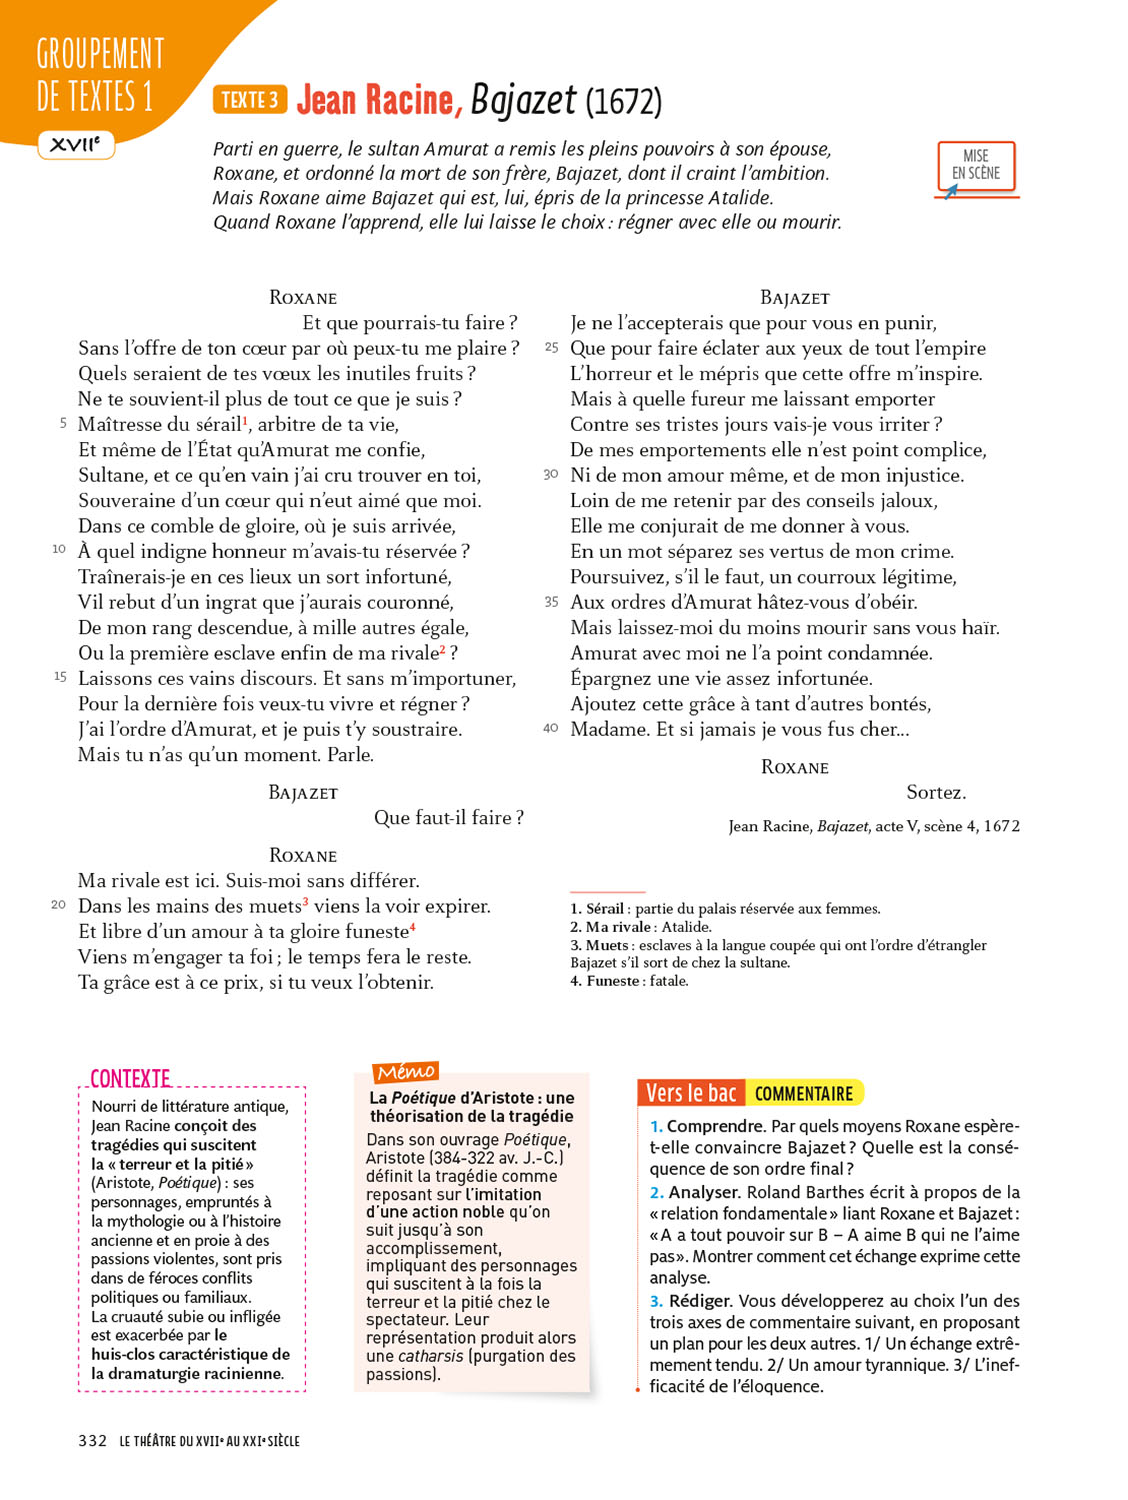 GROUPEMENT
DE TEXTES 1
XVIIe
TEXTE 3 Jean Racine, Bajazet (1672)
Parti en guerre, le sultan Amurat a remis les pleins pouvoirs à son épouse,
Roxane, et ordonné la mort de son frère, Bajazet, dont il craint l'ambition.
Mais Roxane aime Bajazet qui est, lui, épris de la princesse Atalide.
Quand Roxane l'apprend, elle lui laisse le choix : régner avec elle ou mourir.
MISE
EN SCÈNE
ROXANE
Et que pourrais-tu faire ?
Sans l'offre de ton cœur par où peux-tu me plaire ?
Quels seraient de tes vœux les inutiles fruits ?
Ne te souvient-il plus de tout ce que je suis ?
5 Maîtresse du sérail1, arbitre de ta vie,
Et même de l'État qu'Amurat me confie,
Sultane, et ce qu'en vain j'ai cru trouver en toi,
Souveraine d'un cœur qui n'eut aimé que moi.
Dans ce comble de gloire, où je suis arrivée,
10 À quel indigne honneur m'avais-tu réservée ?
Traînerais-je en ces lieux un sort infortuné,
Vil rebut d'un ingrat que j'aurais couronné,
De mon rang descendue, à mille autres égale,
Ou la première esclave enfin de ma rivale2 ?
15 Laissons ces vains discours. Et sans m'importuner,
Pour la dernière fois veux-tu vivre et régner ?
J'ai l'ordre d'Amurat, et je puis t'y soustraire.
Mais tu n'as qu'un moment. Parle.
BAJAZET
Que faut-il faire ?
ROXANE
Ma rivale est ici. Suis-moi sans différer.
20 Dans les mains des muets3 viens la voir expirer.
Et libre d'un amour à ta gloire funeste4
Viens m'engager ta foi ; le temps fera le reste.
Ta grâce est à ce prix, si tu veux l'obtenir.
BAJAZET
Je ne l'accepterais que pour vous en punir,
25 Que pour faire éclater aux yeux de tout l'empire
L'horreur et le mépris que cette offre m'inspire.
Mais à quelle fureur me laissant emporter
Contre ses tristes jours vais-je vous irriter ?
De mes emportements elle n'est point complice,
30 Ni de mon amour même, et de mon injustice.
Loin de me retenir par des conseils jaloux,
Elle me conjurait de me donner à vous.
En un mot séparez ses vertus de mon crime.
Poursuivez, s'il le faut, un courroux légitime,
35 Aux ordres d'Amurat hâtez-vous d'obéir.
Mais laissez-moi du moins mourir sans vous haïr.
Amurat avec moi ne l'a point condamnée.
Épargnez une vie assez infortunée.
Ajoutez cette grâce à tant d'autres bontés,
40 Madame. Et si jamais je vous fus cher...
ROXANE
Sortez.
Jean Racine, Bajazet, acte V, scène 4, 1672
1. Sérail : partie du palais réservée aux femmes.
2. Ma rivale : Atalide.
3. Muets : esclaves à la langue coupée qui ont l'ordre d'étrangler
Bajazet s'il sort de chez la sultane.
4. Funeste : fatale.
CONTEXTE
Nourri de littérature antique,
Jean Racine conçoit des
tragédies qui suscitent
la « terreur et la pitié »
(Aristote, Poétique) : ses
personnages, empruntés à
la mythologie ou à l'histoire
ancienne et en proie à des
passions violentes, sont pris
dans de féroces conflits
politiques ou familiaux.
La cruauté subie ou infligée
est exacerbée par le
huis-clos caractéristique de
la dramaturgie racinienne.
Mémo
La Poétique d'Aristote : une
théorisation de la tragédie
Dans son ouvrage Poétique,
Aristote (384-322 av. J.-C.)
définit la tragédie comme
reposant sur l'imitation
d'une action noble qu'on
suit jusqu'à son
accomplissement,
impliquant des personnages
qui suscitent à la fois la
terreur et la pitié chez le
spectateur. Leur
représentation produit alors
une catharsis (purgation des
passions).
Vers le bac COMMENTAIRE
1. Comprendre. Par quels moyens Roxane espère-
t-elle convaincre Bajazet ? Quelle est la consé-
quence de son ordre final ?
2. Analyser. Roland Barthes écrit à propos de la
« relation fondamentale » liant Roxane et Bajazet :
« A a tout pouvoir sur B – A aime B qui ne l'aime
pas». Montrer comment cet échange exprime cette
analyse.
3. Rédiger. Vous développerez au choix l'un des
trois axes de commentaire suivant, en proposant
un plan pour les deux autres. 1/ Un échange extrê-
mement tendu. 2/ Un amour tyrannique. 3/ L'inef-
ficacité de l'éloquence.
332 LE THÉÂTRE DU XVIIe AU XXIe SIÈCLE